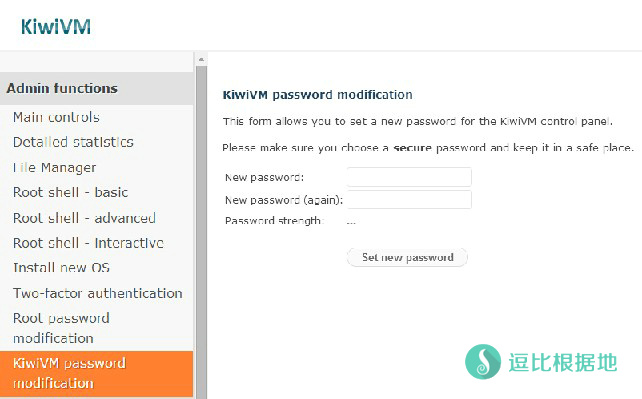 KiwiVM
Admin functions
Main controls
Detailed statistics
File Manager
Root shell - basic
Root shell - advanced
Root shell - interactive
Install new OS
Two-factor authentication
Root password
modification
KiwiVM password
modification
KiwiVM password modification
This form allows you to set a new password for the KiwiVM control panel.
Please make sure you choose a secure password and keep it in a safe place.
New password:
New password (again):
Password strength: ...
Set new password
逗比根据地